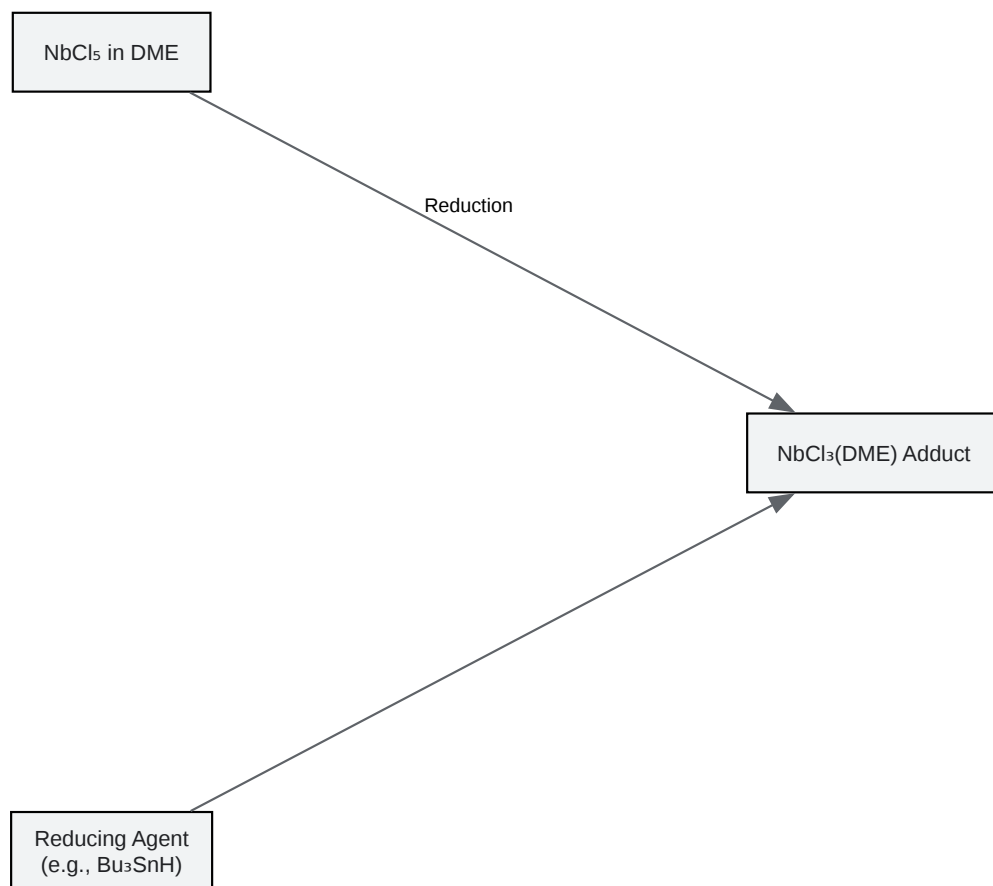 NbCl₅ in DME
Reduction
NbCl₃(DME) Adduct
Reducing Agent
(e.g., Bu₃SnH)